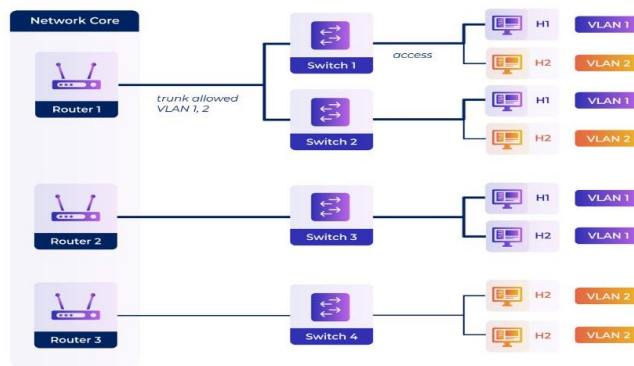 Network Core
Router 1
trunk allowed
VLAN 1, 2
Switch 1
access
H1 VLAN 1
H2 VLAN 2
Switch 2
H1 VLAN 1
H2 VLAN 2
Router 2
Switch 3
H1 VLAN 1
H2 VLAN 1
Router 3
Switch 4
H2 VLAN 2
H2 VLAN 2